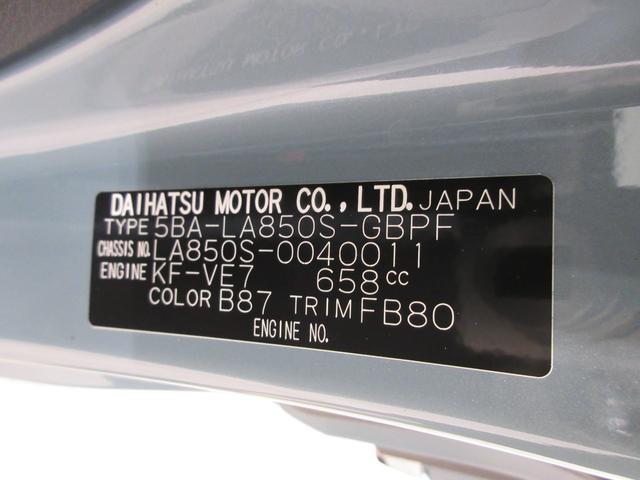 DAIHATSU MOTOR CO., LTD. JAPAN
TYPE 5BA-LA850S-GBPF
CHASSIS NO. LA850S-0040011
ENGINE KF-VE7 658cc
COLOR B87 TRIM FB80
ENGINE NO.